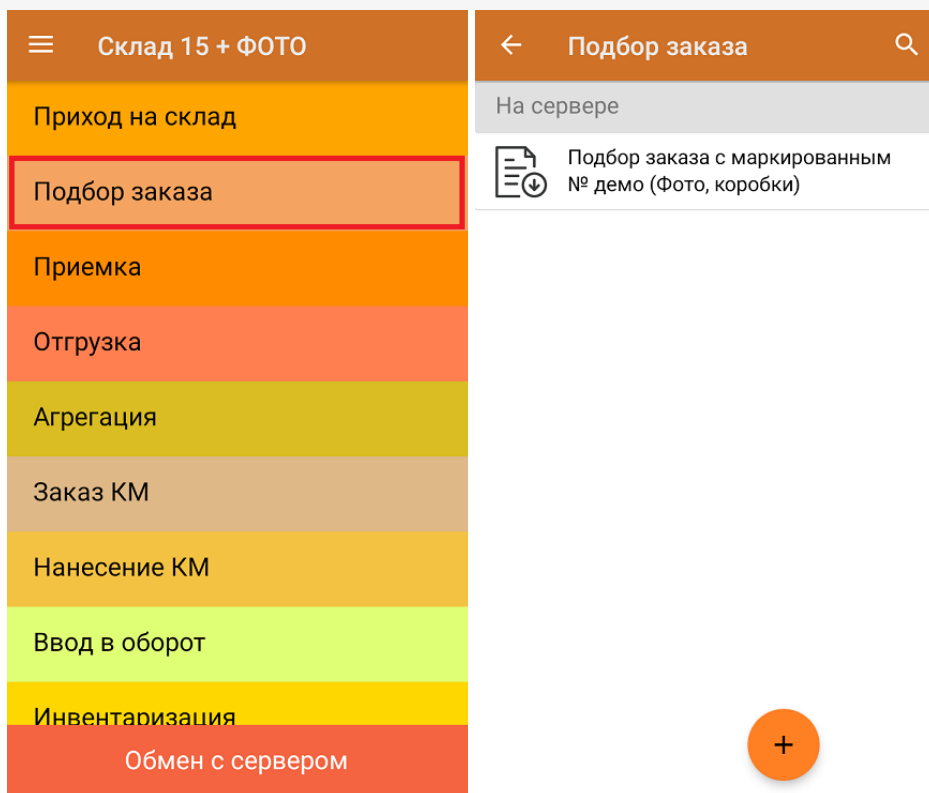 Склад 15 + ФОТО
Приход на склад
Подбор заказа
Приемка
Отгрузка
Агрегация
Заказ КМ
Нанесение КМ
Ввод в оборот
Инвентаризация
Обмен с сервером
Подбор заказа
На сервере
Подбор заказа с маркированным
№ демо (Фото, коробки)